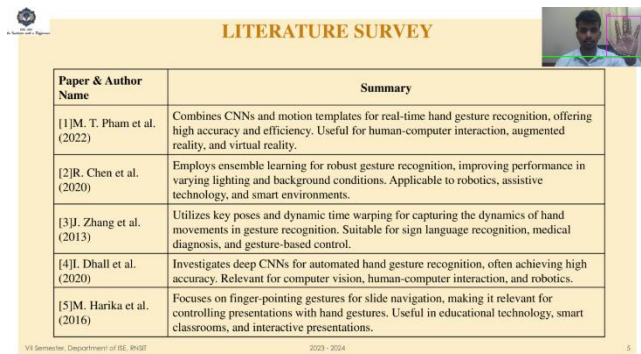 LITERATURE SURVEY
Paper & Author
Name
Summary
[1]M. T. Pham et al.
(2022)
Combines CNNs and motion templates for real-time hand gesture recognition, offering
high accuracy and efficiency. Useful for human-computer interaction, augmented
reality, and virtual reality.
[2]R. Chen et al.
(2020)
Employs ensemble learning for robust gesture recognition, improving performance in
varying lighting and background conditions. Applicable to robotics, assistive
technology, and smart environments.
[3]J. Zhang et al.
(2013)
Utilizes key poses and dynamic time warping for capturing the dynamics of hand
movements in gesture recognition. Suitable for sign language recognition, medical
diagnosis, and gesture-based control.
[4]I. Dhall et al.
(2020)
Investigates deep CNNs for automated hand gesture recognition, often achieving high
accuracy. Relevant for computer vision, human-computer interaction, and robotics.
[5]M. Harika et al.
(2016)
Focuses on finger-pointing gestures for slide navigation, making it relevant for
controlling presentations with hand gestures. Useful in educational technology, smart
classrooms, and interactive presentations.
VII Semester, Department of ISE, RNSIT
2023 - 2024
5